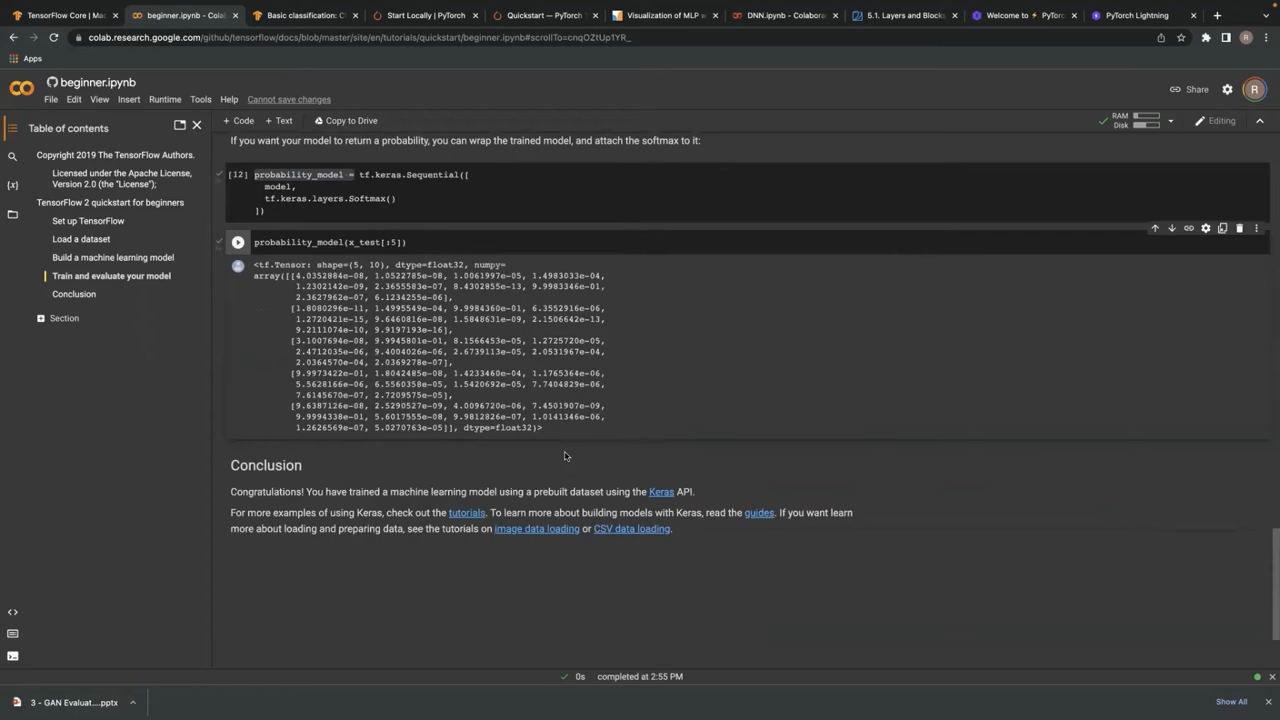 TensorFlow Core | Mac
beginner.ipynb - Colab
Basic classification: Cl
Start Locally | PyTorch
Quickstart — PyTorch
Visualization of MLP w
DNN.ipynb - Colaborat
5.1. Layers and Blocks
Welcome to ⚡ PyTorc
PyTorch Lightning
colab.research.google.com/github/tensorflow/docs/blob/master/site/en/tutorials/quickstart/beginner.ipynb#scrollTo=cnqOZtUp1YR_
Apps
beginner.ipynb
Share
R
File Edit View Insert Runtime Tools Help Cannot save changes
+ Code + Text Copy to Drive
RAM
Disk
Editing
Table of contents
Copyright 2019 The TensorFlow Authors.
Licensed under the Apache License,
Version 2.0 (the "License");
TensorFlow 2 quickstart for beginners
Set up TensorFlow
Load a dataset
Build a machine learning model
Train and evaluate your model
Conclusion
Section
If you want your model to return a probability, you can wrap the trained model, and attach the softmax to it:
[12] probability_model = tf.keras.Sequential([
model,
tf.keras.layers.Softmax()
])
probability_model(x_test[:5])
<tf.Tensor: shape=(5, 10), dtype=float32, numpy=
array([[4.0352884e-08, 1.0522785e-08, 1.0061997e-05, 1.4983033e-04,
1.2302142e-09, 2.3655583e-07, 8.4302855e-13, 9.9983346e-01,
2.3627962e-07, 6.1234255e-06],
[1.8080296e-11, 1.4995549e-04, 9.9984360e-01, 6.3552916e-06,
1.2720421e-15, 9.6460816e-08, 1.5848631e-09, 2.1506642e-13,
9.2111074e-10, 9.9197193e-16],
[3.1007694e-08, 9.9945801e-01, 8.1566453e-05, 1.2725720e-05,
2.4712035e-06, 9.4004026e-06, 2.6739113e-05, 2.0531967e-04,
2.0364570e-04, 2.0369278e-07],
[9.9973422e-01, 1.8042485e-08, 1.4233460e-04, 1.1765364e-06,
5.5628166e-06, 6.5560358e-05, 1.5420692e-05, 7.7404829e-06,
7.6145670e-07, 2.7209575e-05],
[9.6387126e-08, 2.5290527e-09, 4.0096720e-06, 7.4501907e-09,
9.9994338e-01, 5.6017555e-08, 9.9812826e-07, 1.0141346e-06,
1.2626569e-07, 5.0270763e-05]], dtype=float32)>
Conclusion
Congratulations! You have trained a machine learning model using a prebuilt dataset using the Keras API.
For more examples of using Keras, check out the tutorials. To learn more about building models with Keras, read the guides. If you want learn
more about loading and preparing data, see the tutorials on image data loading or CSV data loading.
0s completed at 2:55 PM
3 - GAN Evaluat....pptx
Show All